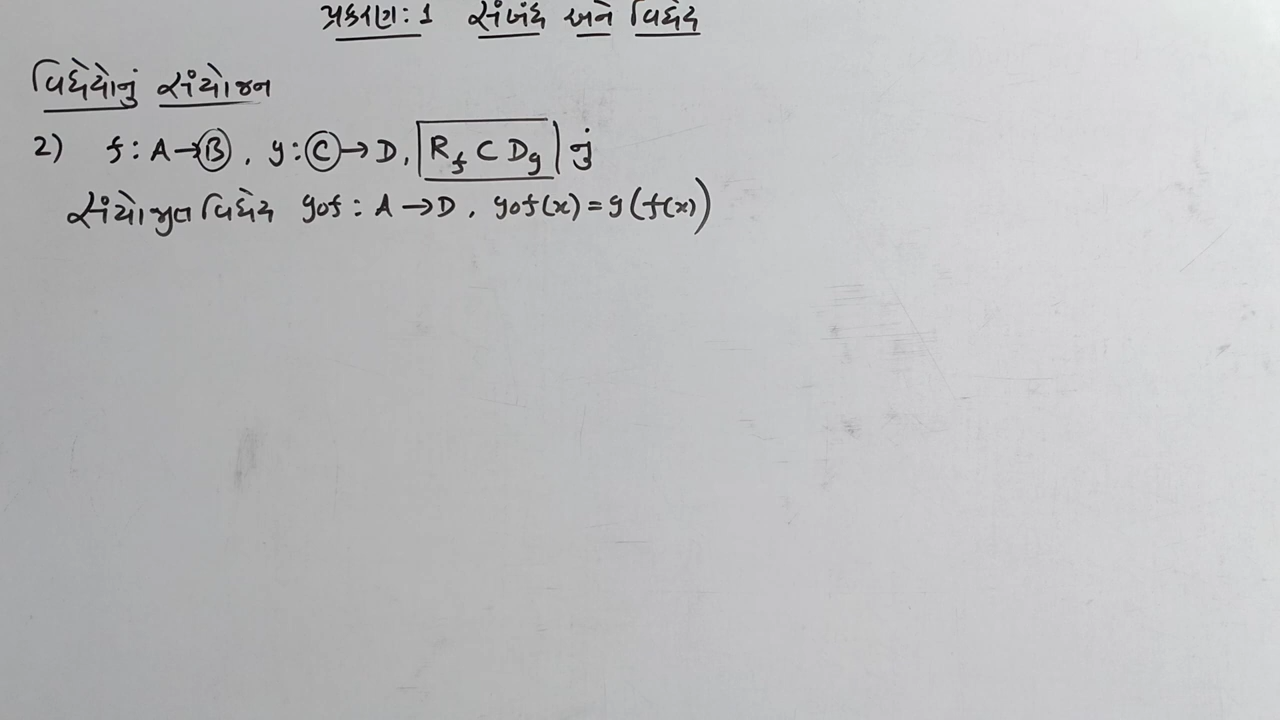 પ્રકરણ: 1 સંબંધ અને વિધેય
વિધેયોનું સંયોજન
2) f : A → B , g : C → D, R_f ⊂ D_g નું
સંયોજીત વિધેય gof : A → D , gof(x) = g(f(x))